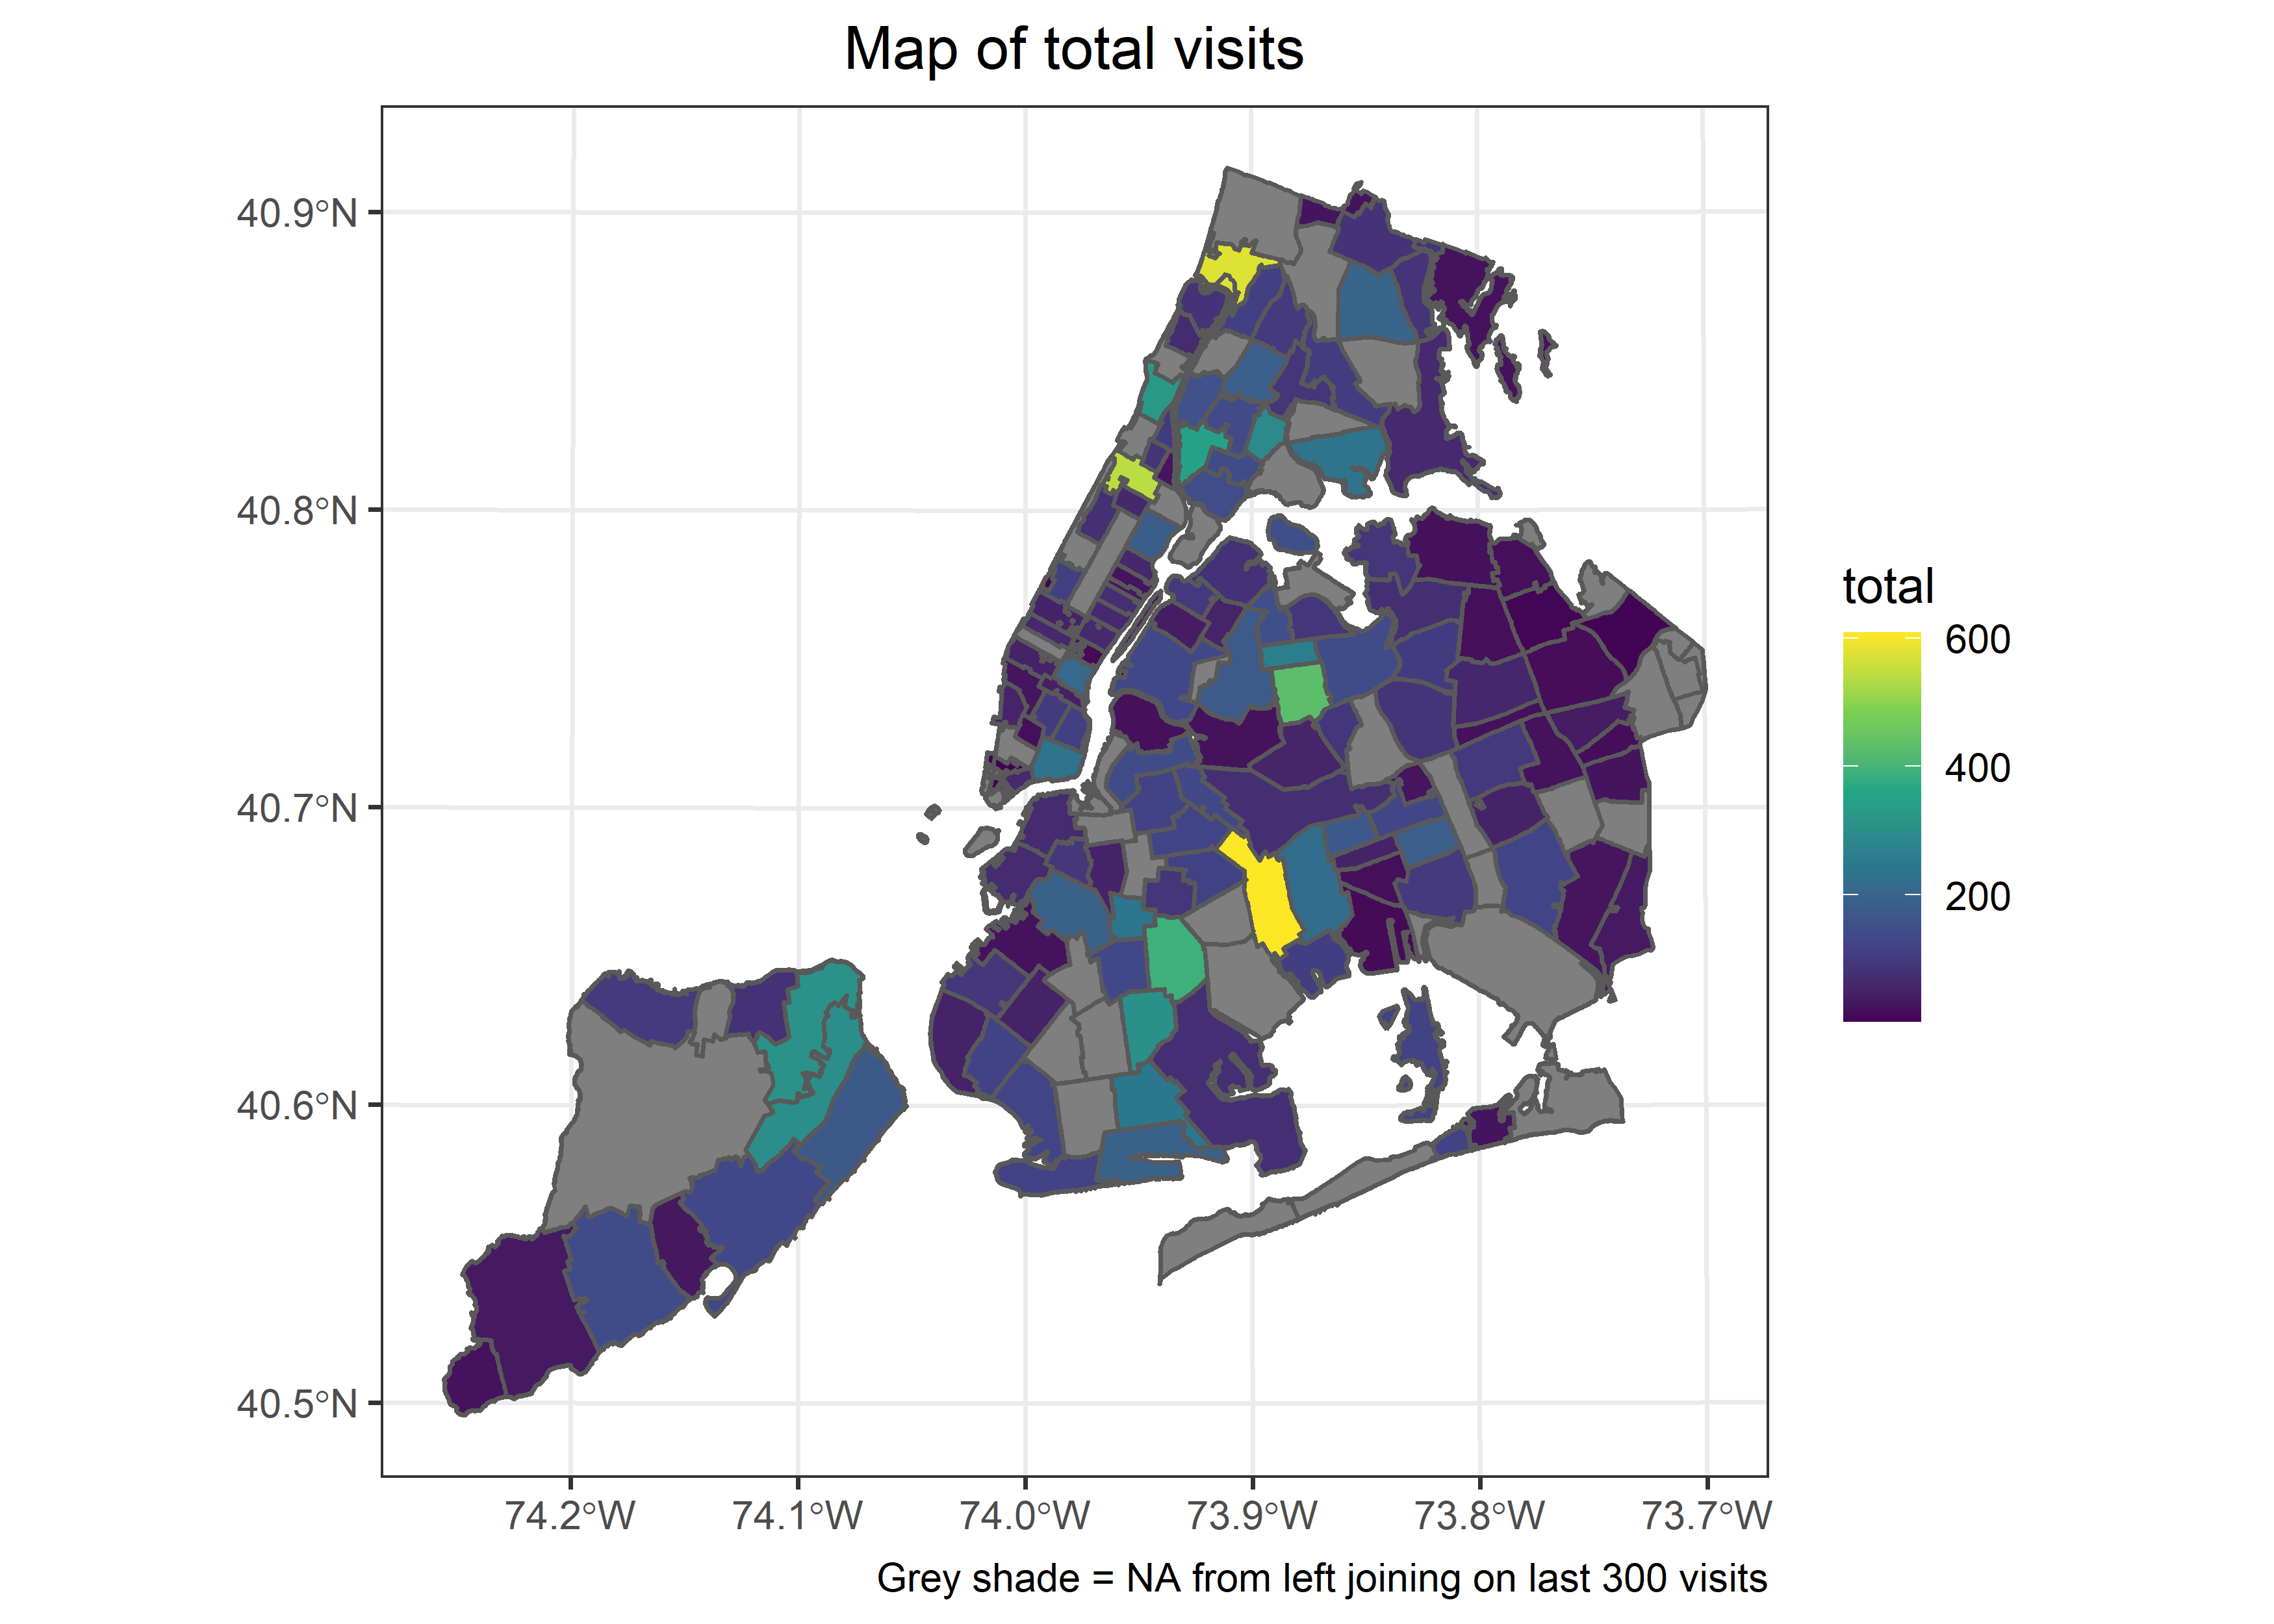 Map of total visits
40.9°N
40.8°N
40.7°N
40.6°N
40.5°N
74.2°W
74.1°W
74.0°W
73.9°W
73.8°W
73.7°W
total
600
400
200
Grey shade = NA from left joining on last 300 visits